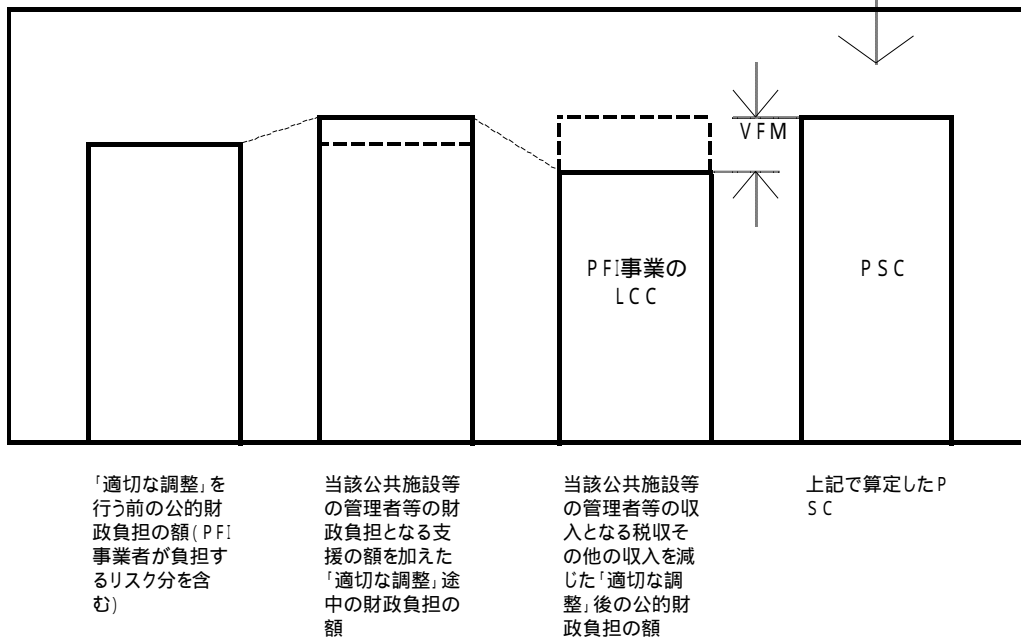 VFM
PFI事業の
LCC
PSC
「適切な調整」を
行う前の公的財
政負担の額(PFI
事業者が負担す
るリスク分を含
む)
当該公共施設等
の管理者等の財
政負担となる支
援の額を加えた
「適切な調整」途
中の財政負担の
額
当該公共施設等
の管理者等の収
入となる税収そ
の他の収入を減
じた「適切な調
整」後の公的財
政負担の額
上記で算定したP
SC